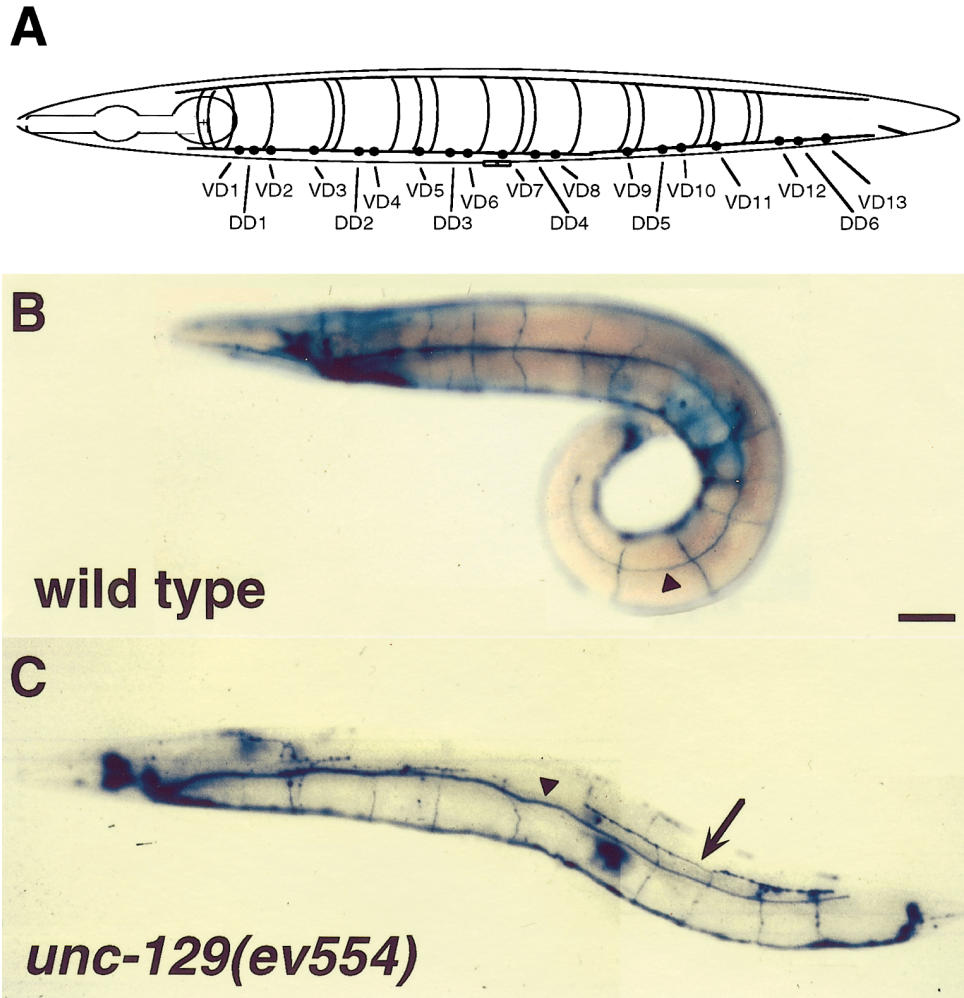 A
VD1 VD2 VD3 VD4 VD5 VD6 VD7 VD8 VD9 VD10 VD11 VD12 VD13
DD1 DD2 DD3 DD4 DD5 DD6
B
wild type
C
unc-129(ev554)